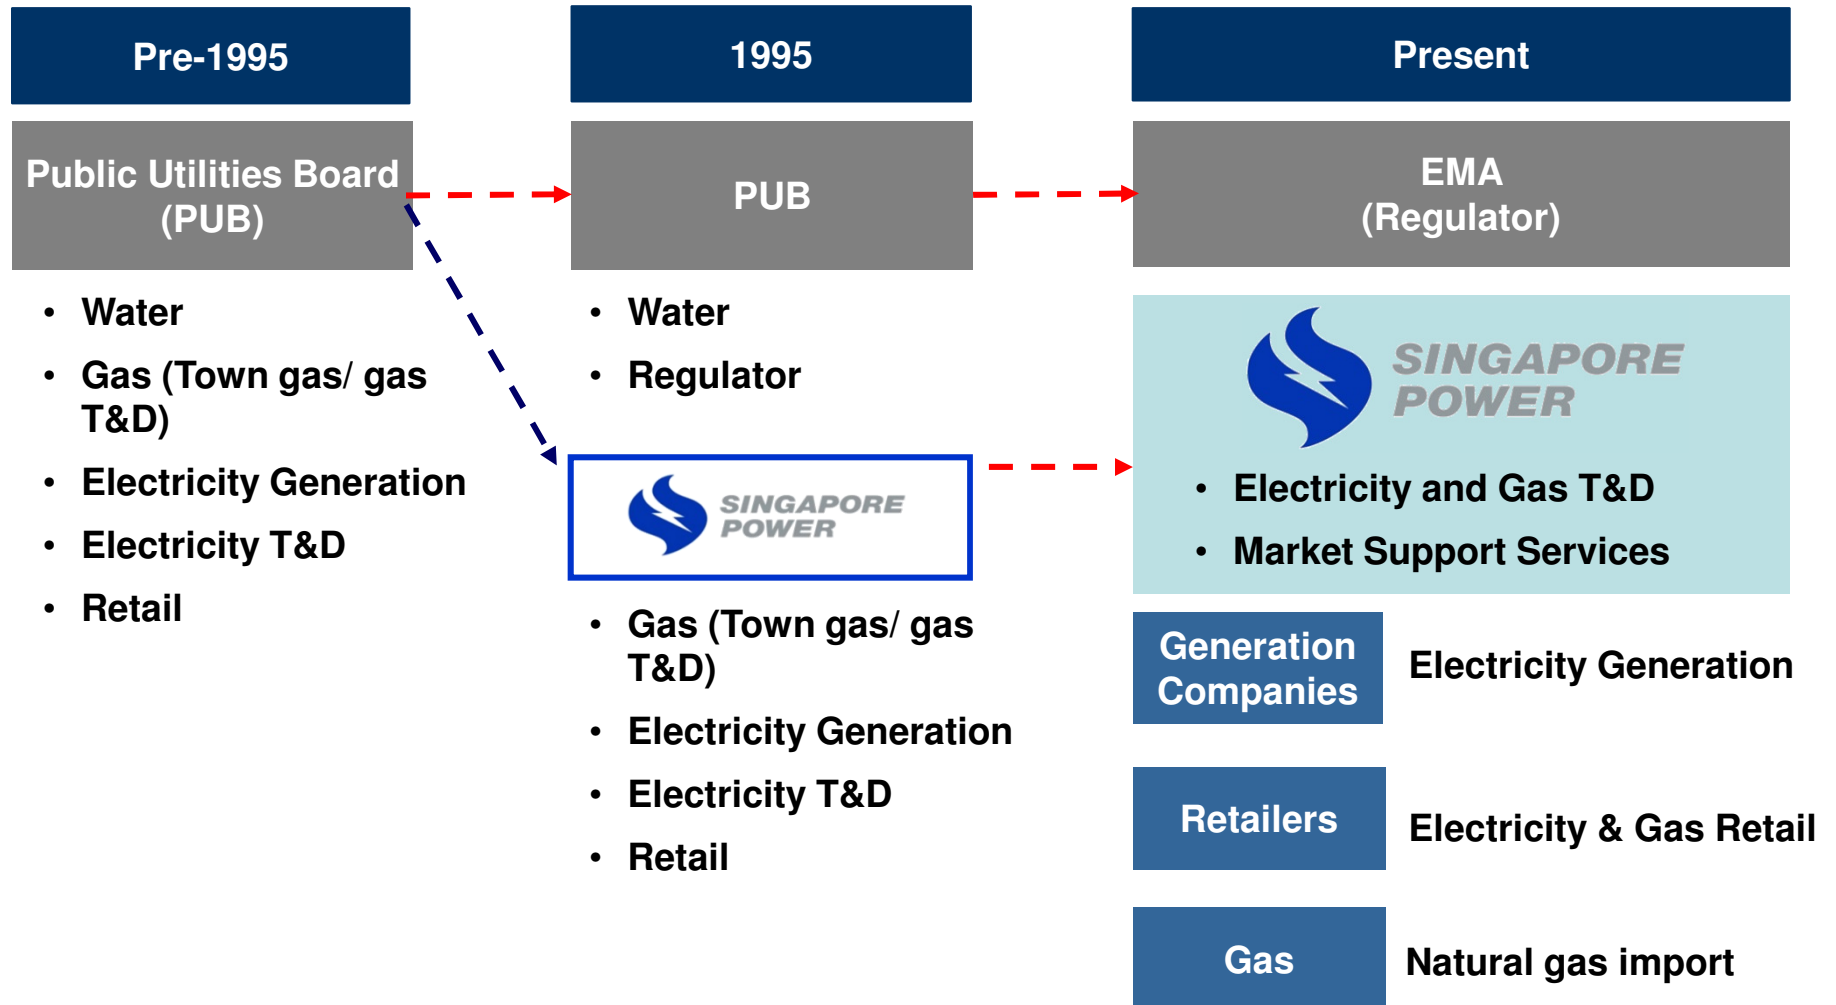 Pre-1995
Public Utilities Board
(PUB)
• Water
• Gas (Town gas/ gas
T&D)
• Electricity Generation
• Electricity T&D
• Retail
1995
PUB
• Water
• Regulator
SINGAPORE
POWER
• Gas (Town gas/ gas
T&D)
• Electricity Generation
• Electricity T&D
• Retail
Present
EMA
(Regulator)
SINGAPORE
POWER
• Electricity and Gas T&D
• Market Support Services
Generation
Companies
Electricity Generation
Retailers
Electricity & Gas Retail
Gas
Natural gas import